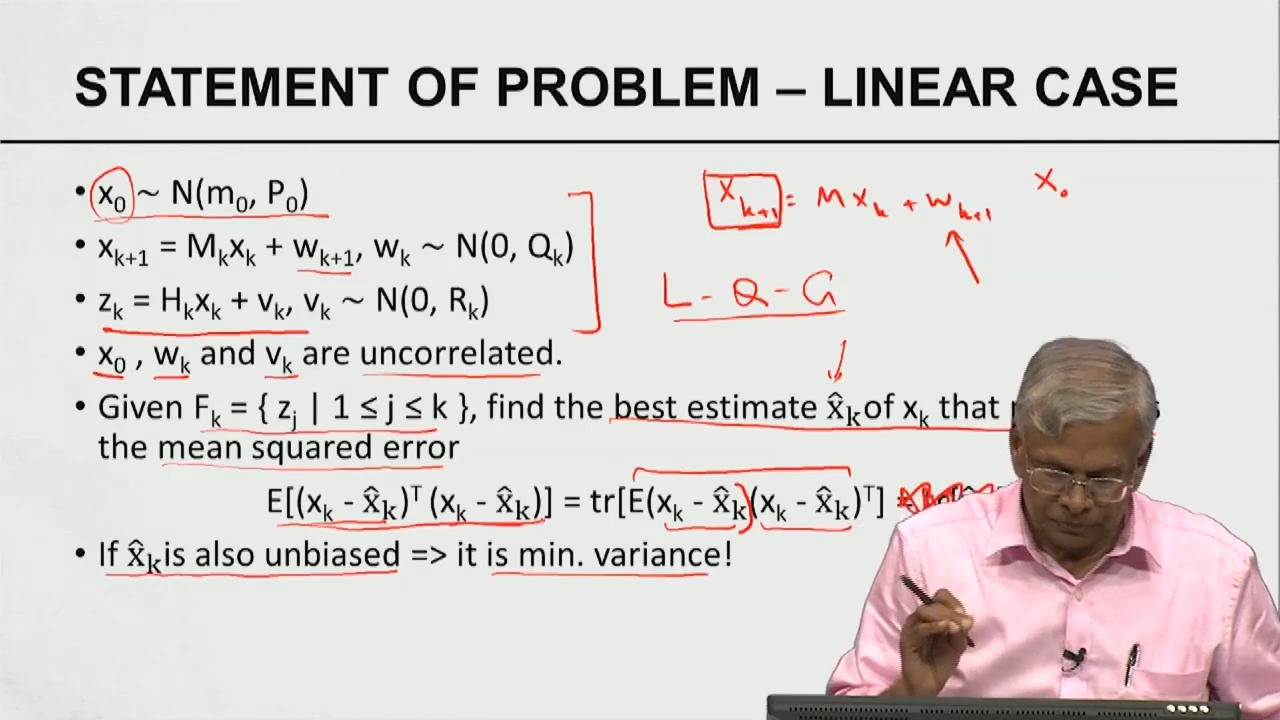 STATEMENT OF PROBLEM – LINEAR CASE
• x₀ ~ N(m₀, P₀)
• xₖ₊₁ = Mₖxₖ + wₖ₊₁, wₖ ~ N(0, Qₖ)
• zₖ = Hₖxₖ + vₖ, vₖ ~ N(0, Rₖ)
• x₀ , wₖ and vₖ are uncorrelated.
• Given Fₖ = { zⱼ | 1 ≤ j ≤ k }, find the best estimate x̂ₖ of xₖ that
the mean squared error
E[(xₖ - x̂ₖ)ᵀ (xₖ - x̂ₖ)] = tr[E(xₖ - x̂ₖ)(xₖ - x̂ₖ)ᵀ]
• If x̂ₖ is also unbiased => it is min. variance!
xₖ₊₁ = M xₖ + wₖ₊₁
x₀
L - Q - G